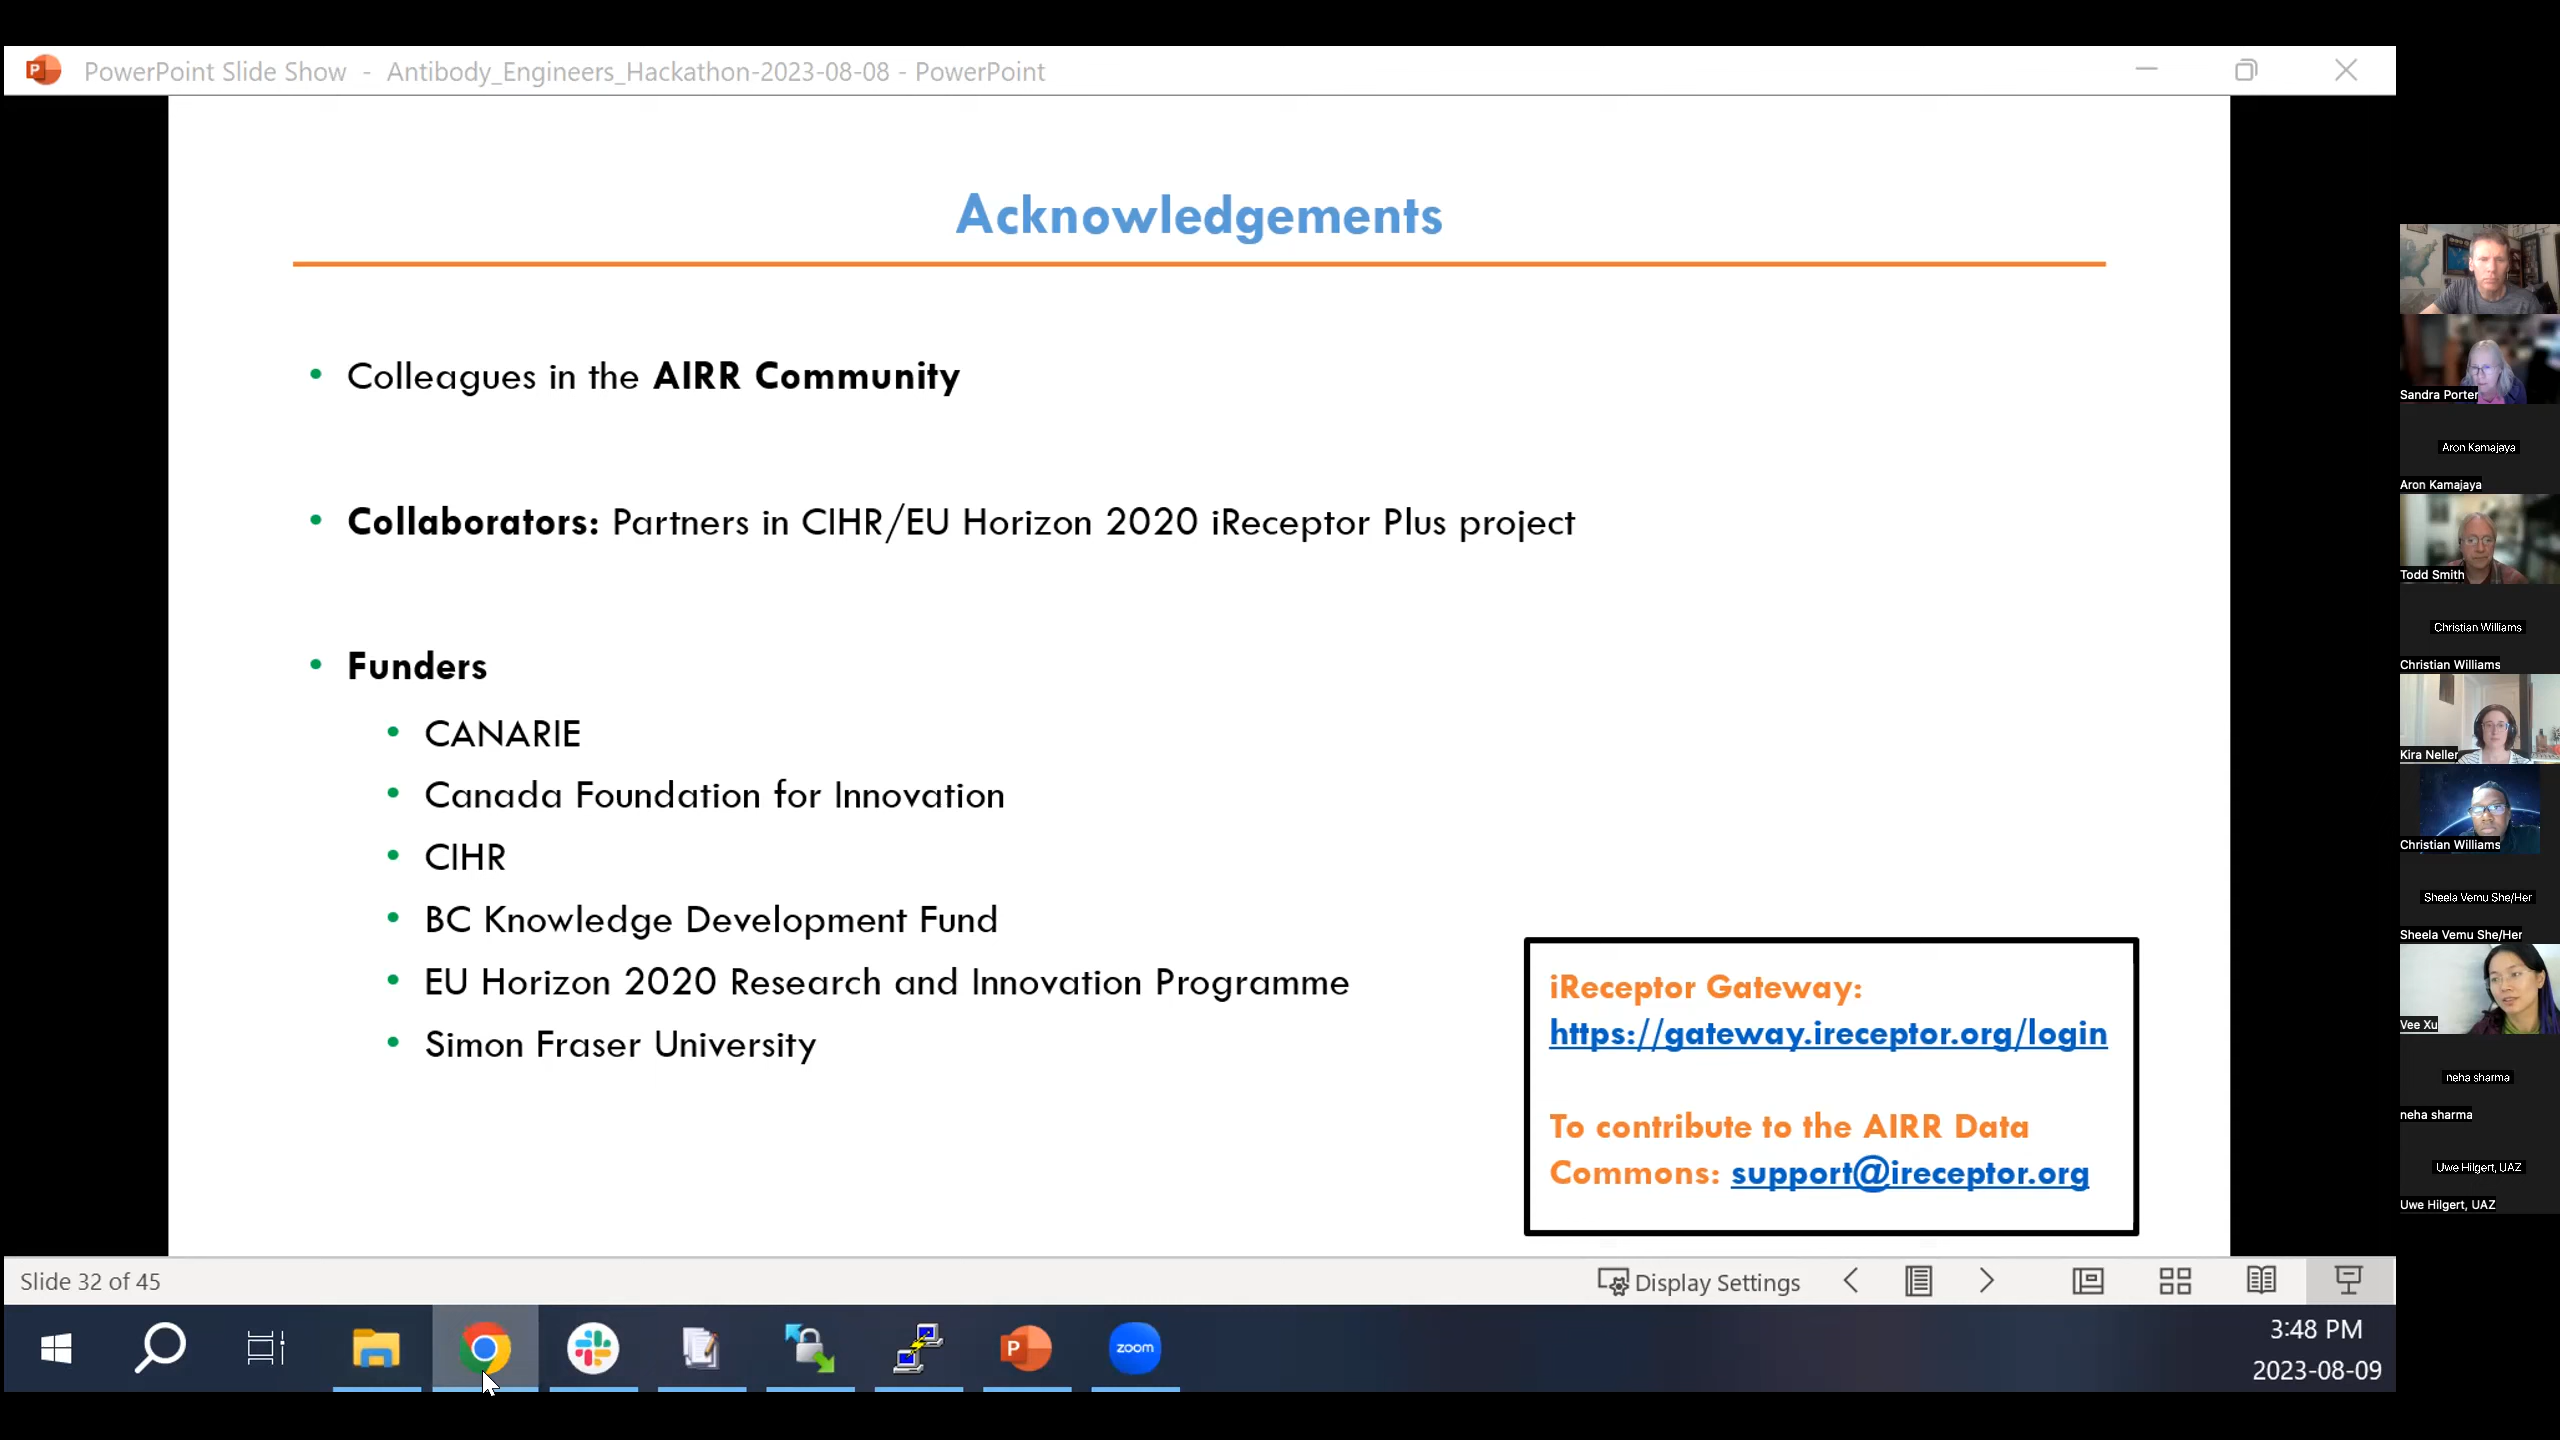 PowerPoint Slide Show - Antibody_Engineers_Hackathon-2023-08-08 - PowerPoint
Acknowledgements
• Colleagues in the AIRR Community
• Collaborators: Partners in CIHR/EU Horizon 2020 iReceptor Plus project
• Funders
• CANARIE
• Canada Foundation for Innovation
• CIHR
• BC Knowledge Development Fund
• EU Horizon 2020 Research and Innovation Programme
• Simon Fraser University
iReceptor Gateway:
https://gateway.ireceptor.org/login
To contribute to the AIRR Data
Commons: support@ireceptor.org
Slide 32 of 45
Display Settings
zoom
3:48 PM
2023-08-09
Sandra Porter
Aron Kamajaya
Aron Kamajaya
Todd Smith
Christian Williams
Christian Williams
Kira Neller
Christian Williams
Sheela Vemu She/Her
Sheela Vemu She/Her
Vee Xu
neha sharma
neha sharma
Uwe Hilgert, UAZ
Uwe Hilgert, UAZ